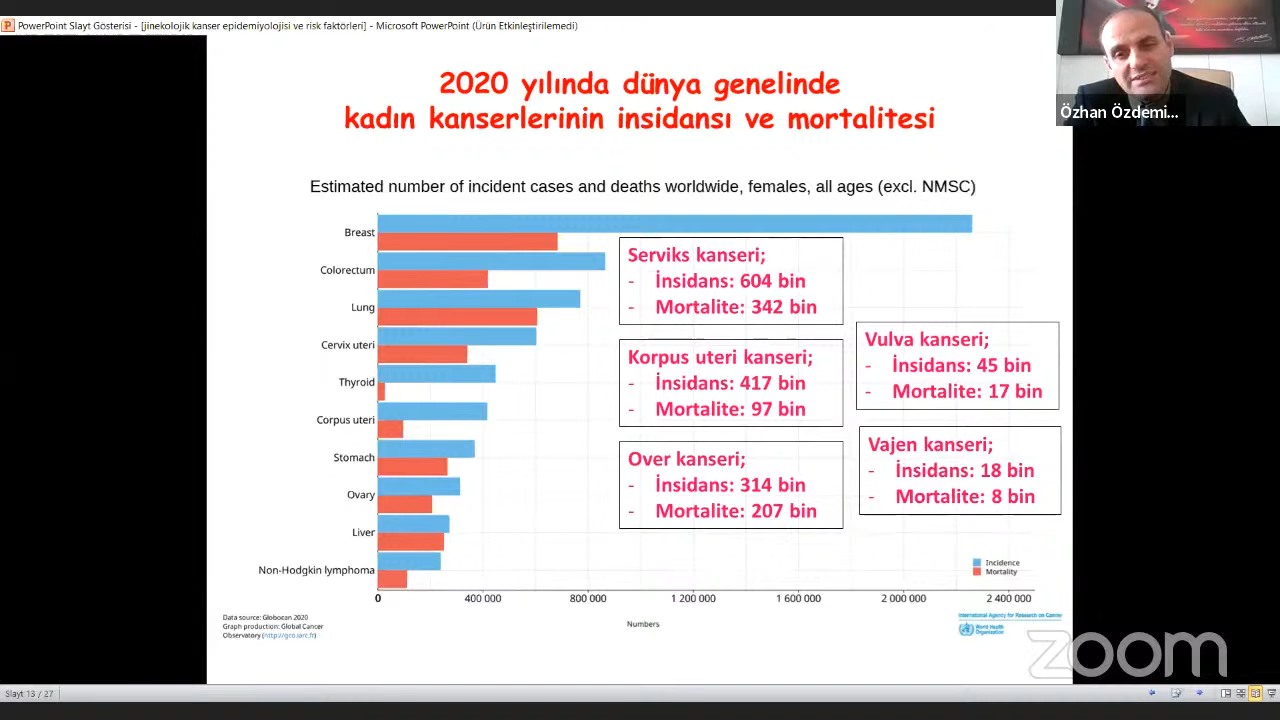 PowerPoint Slayt Gösterisi - [jinekolojik kanser epidemiyolojisi ve risk faktörleri] - Microsoft PowerPoint (Ürün Etkinleştirilemedi)
Özhan Özdemi...
2020 yılında dünya genelinde
kadın kanserlerinin insidansı ve mortalitesi
Estimated number of incident cases and deaths worldwide, females, all ages (excl. NMSC)
Breast
Colorectum
Lung
Cervix uteri
Thyroid
Corpus uteri
Stomach
Ovary
Liver
Non-Hodgkin lymphoma
Serviks kanseri;
- İnsidans: 604 bin
- Mortalite: 342 bin
Korpus uteri kanseri;
- İnsidans: 417 bin
- Mortalite: 97 bin
Over kanseri;
- İnsidans: 314 bin
- Mortalite: 207 bin
Vulva kanseri;
- İnsidans: 45 bin
- Mortalite: 17 bin
Vajen kanseri;
- İnsidans: 18 bin
- Mortalite: 8 bin
Incidence
Mortality
0 400 000 800 000 1 200 000 1 600 000 2 000 000 2 400 000
Numbers
Data source: Globocan 2020
Graph production: Global Cancer
Observatory (http://gco.iarc.fr)
International Agency for Research on Cancer
World Health
Organization
zoom
Slayt 13 / 27